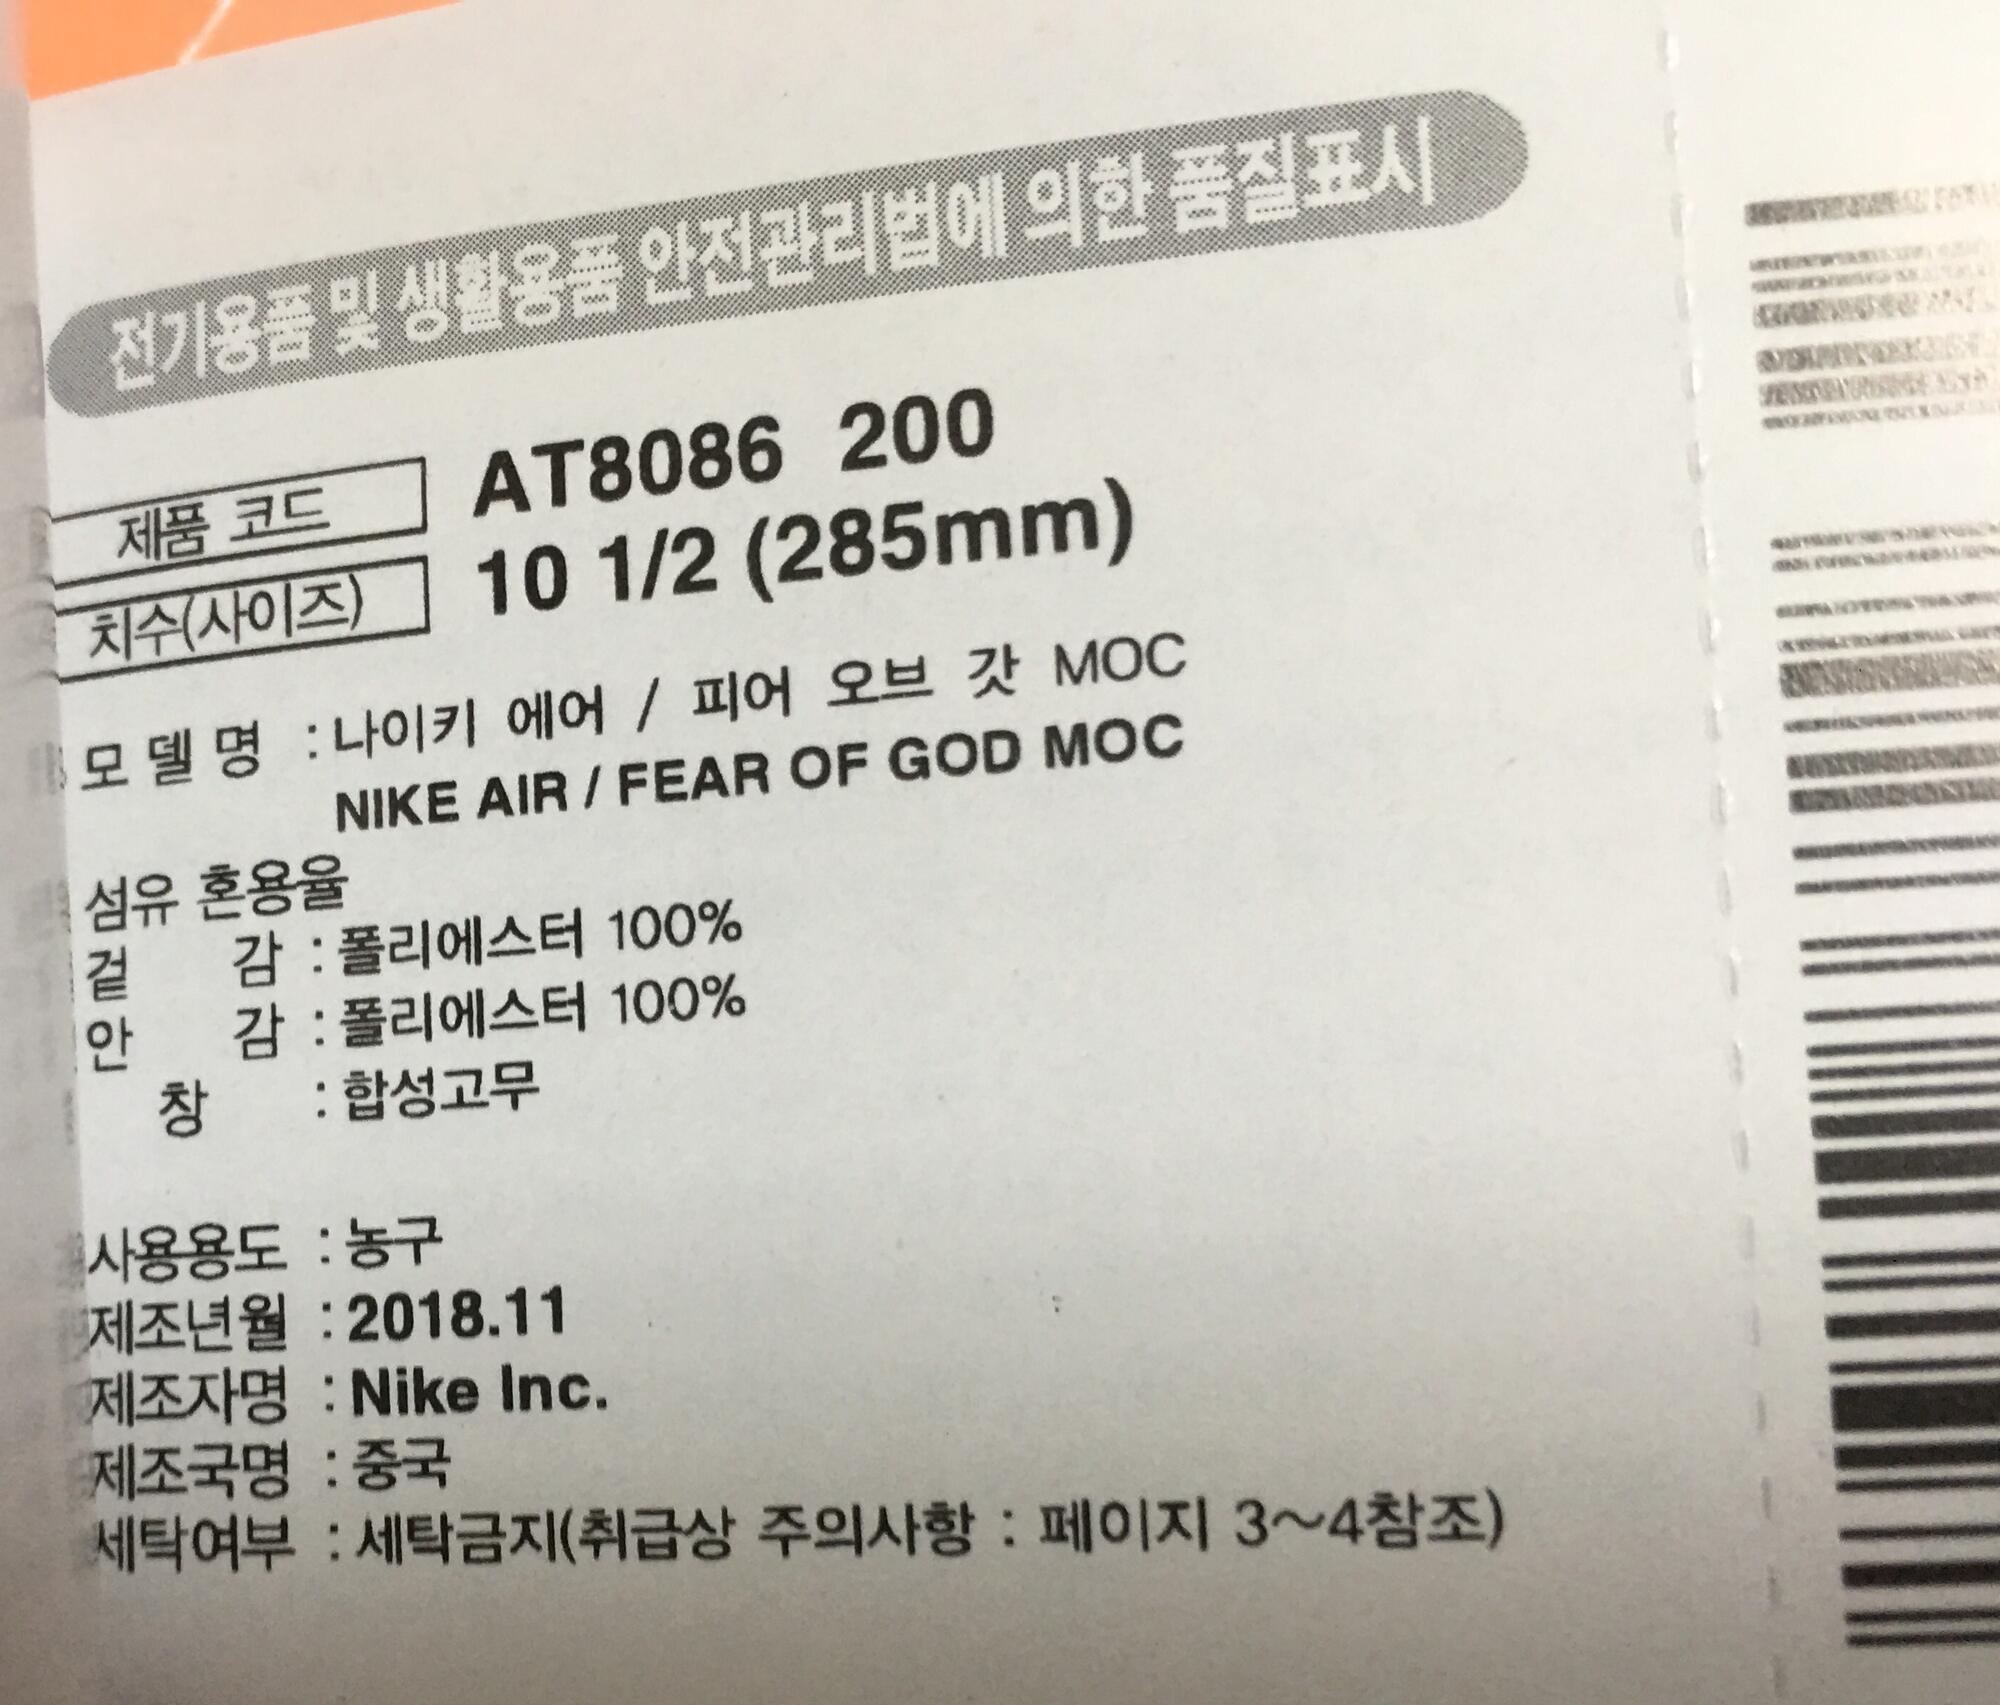 전기용품 및 생활용품 안전관리법에 의한 품질표시
제품 코드 AT8086 200
치수(사이즈) 10 1/2 (285mm)
모 델 명 : 나이키 에어 / 피어 오브 갓 MOC
NIKE AIR / FEAR OF GOD MOC
섬유 혼용율
겉 감 : 폴리에스터 100%
안 감 : 폴리에스터 100%
창 : 합성고무
사용용도 : 농구
제조년월 : 2018.11
제조자명 : Nike Inc.
제조국명 : 중국
세탁여부 : 세탁금지(취급상 주의사항 : 페이지 3~4참조)